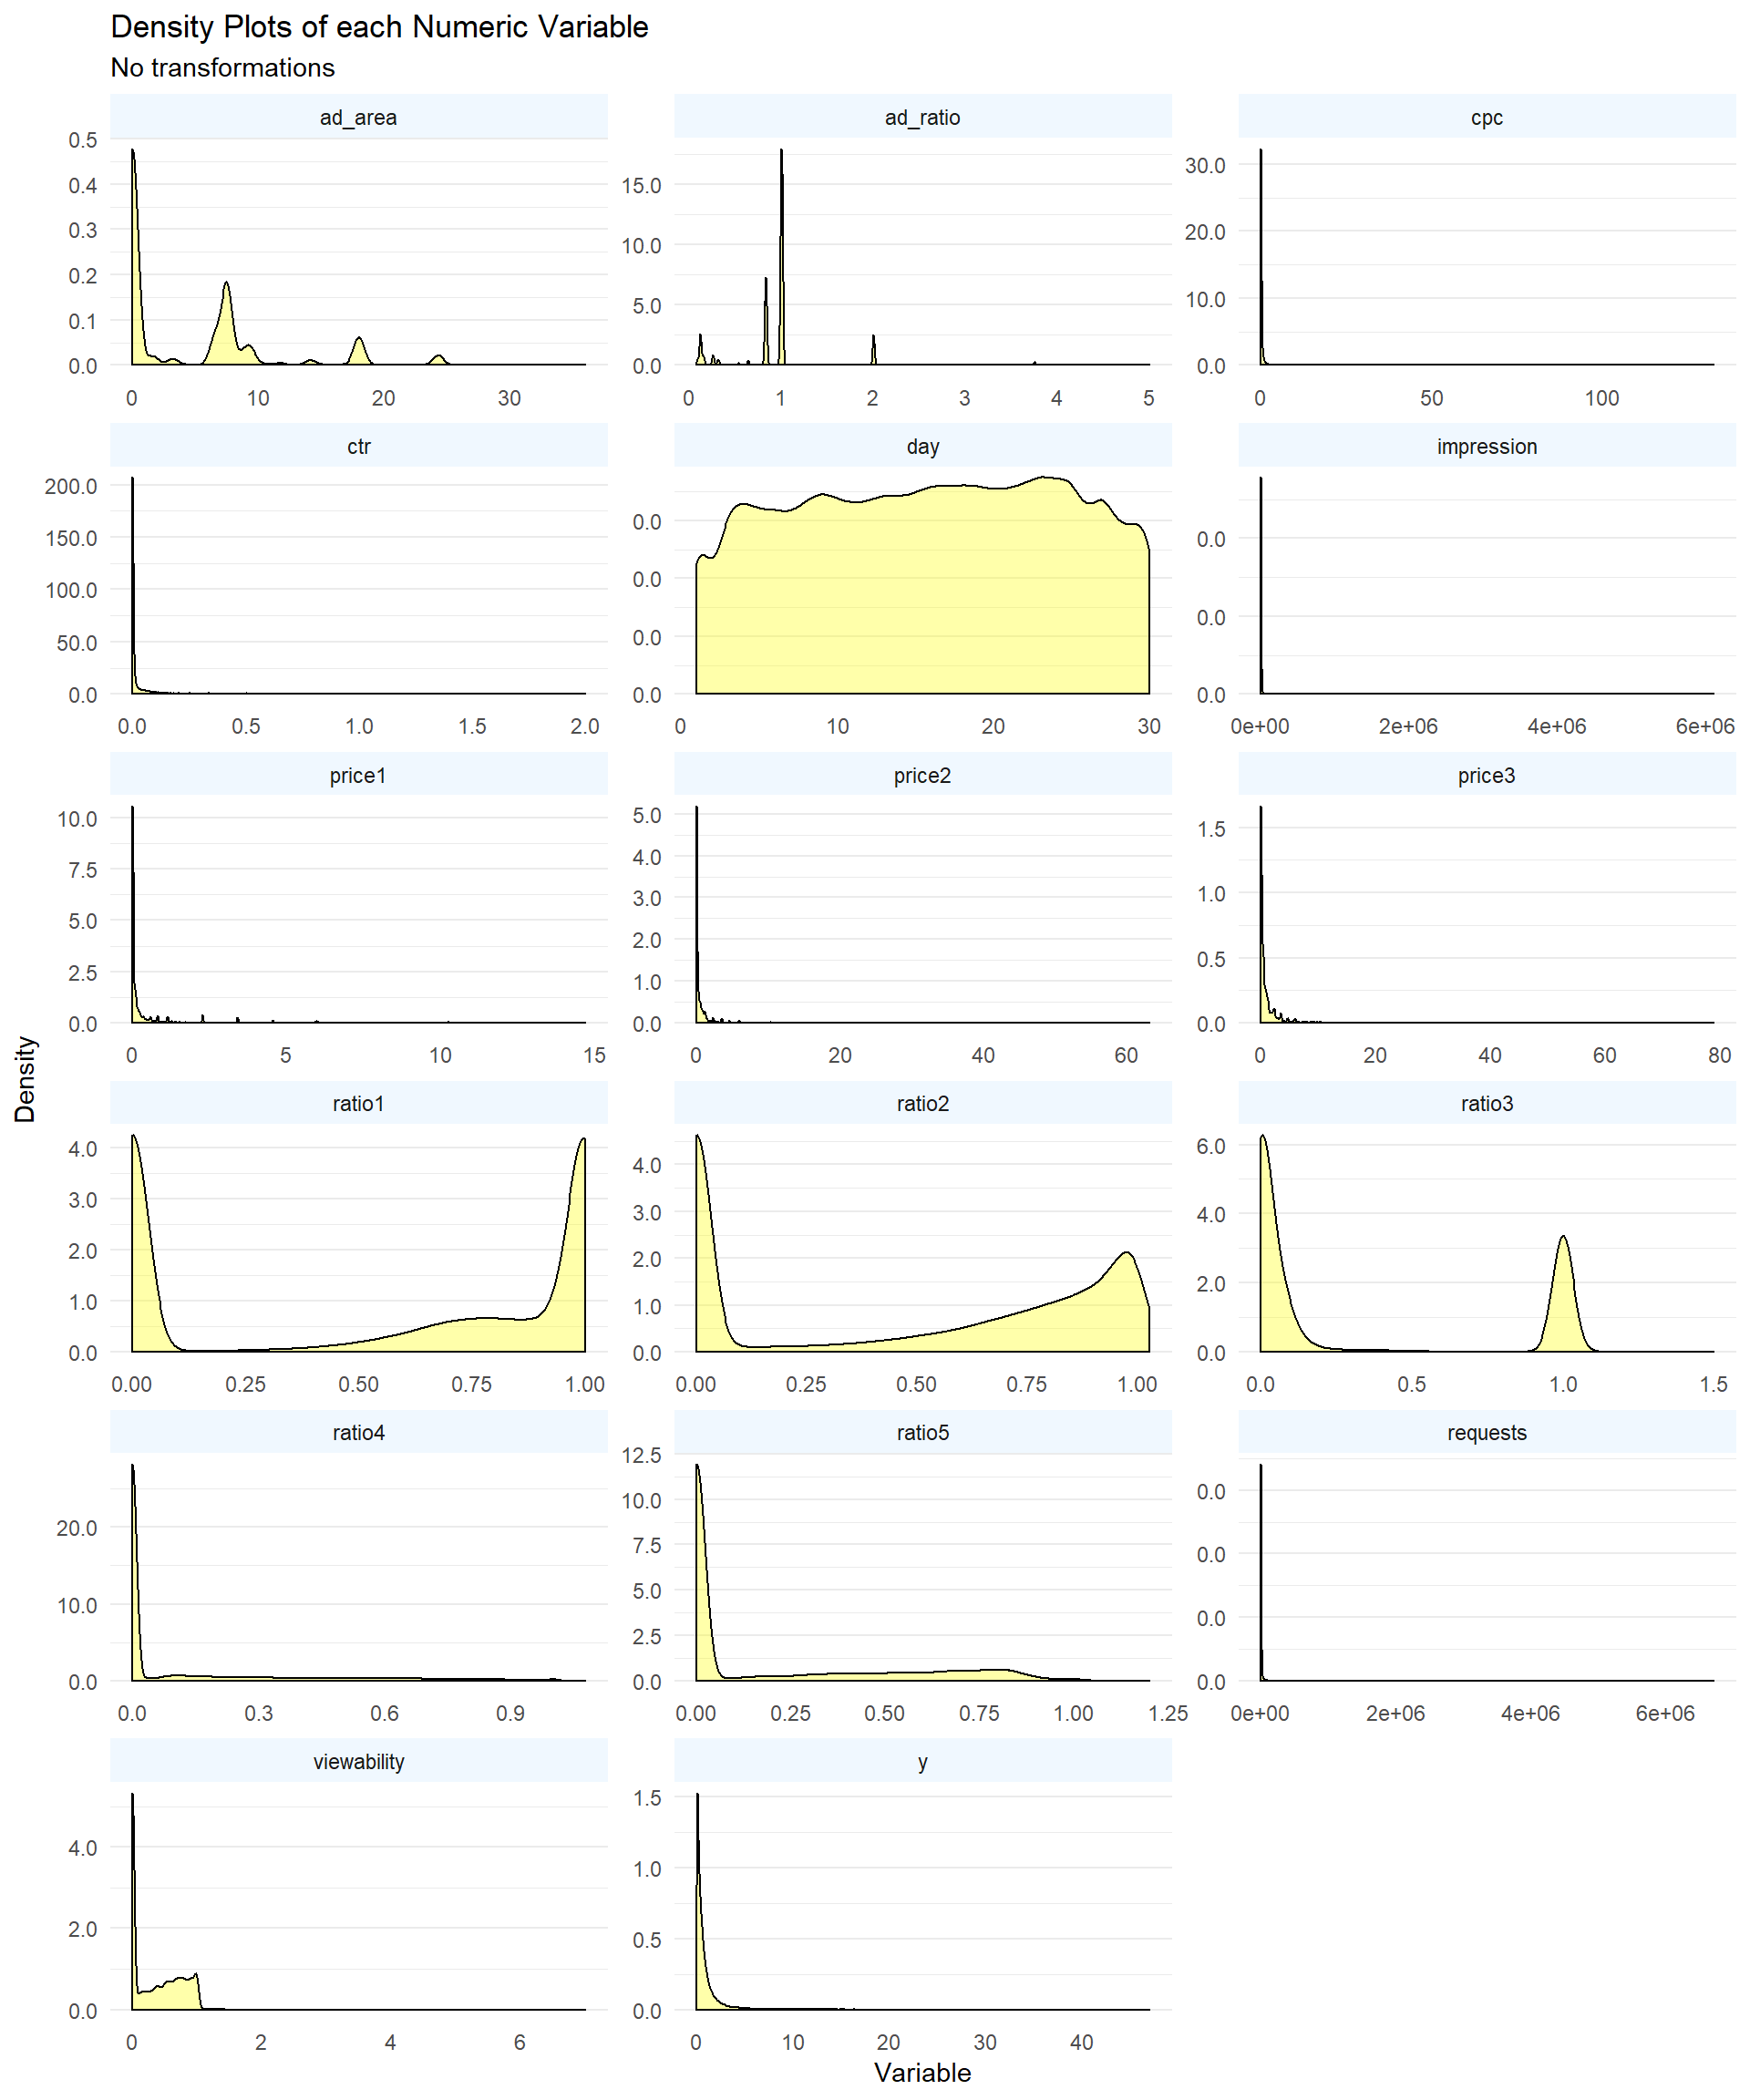 Density Plots of each Numeric Variable
No transformations
ad_area ad_ratio cpc
0.5
0.4
0.3
0.2
0.1
0.0
15.0
10.0
5.0
0.0
30.0
20.0
10.0
0.0
0 10 20 30
0 1 2 3 4 5
0 50 100
ctr day impression
200.0
150.0
100.0
50.0
0.0
0.0
0.0
0.0
0.0
0.0
0.0
0.0
0.0 0.5 1.0 1.5 2.0
0 10 20 30
0e+00 2e+06 4e+06 6e+06
price1 price2 price3
10.0
7.5
5.0
2.5
0.0
5.0
4.0
3.0
2.0
1.0
0.0
1.5
1.0
0.5
0.0
0 5 10 15
0 20 40 60
0 20 40 60 80
ratio1 ratio2 ratio3
4.0
3.0
2.0
1.0
0.0
4.0
3.0
2.0
1.0
0.0
6.0
4.0
2.0
0.0
0.00 0.25 0.50 0.75 1.00
0.00 0.25 0.50 0.75 1.00
0.0 0.5 1.0 1.5
ratio4 ratio5 requests
20.0
10.0
0.0
12.5
10.0
7.5
5.0
2.5
0.0
0.0
0.0
0.0
0.0
0.0 0.3 0.6 0.9
0.00 0.25 0.50 0.75 1.00 1.25
0e+00 2e+06 4e+06 6e+06
viewability y
4.0
2.0
0.0
1.5
1.0
0.5
0.0
0 2 4 6
0 10 20 30 40
Variable
Density